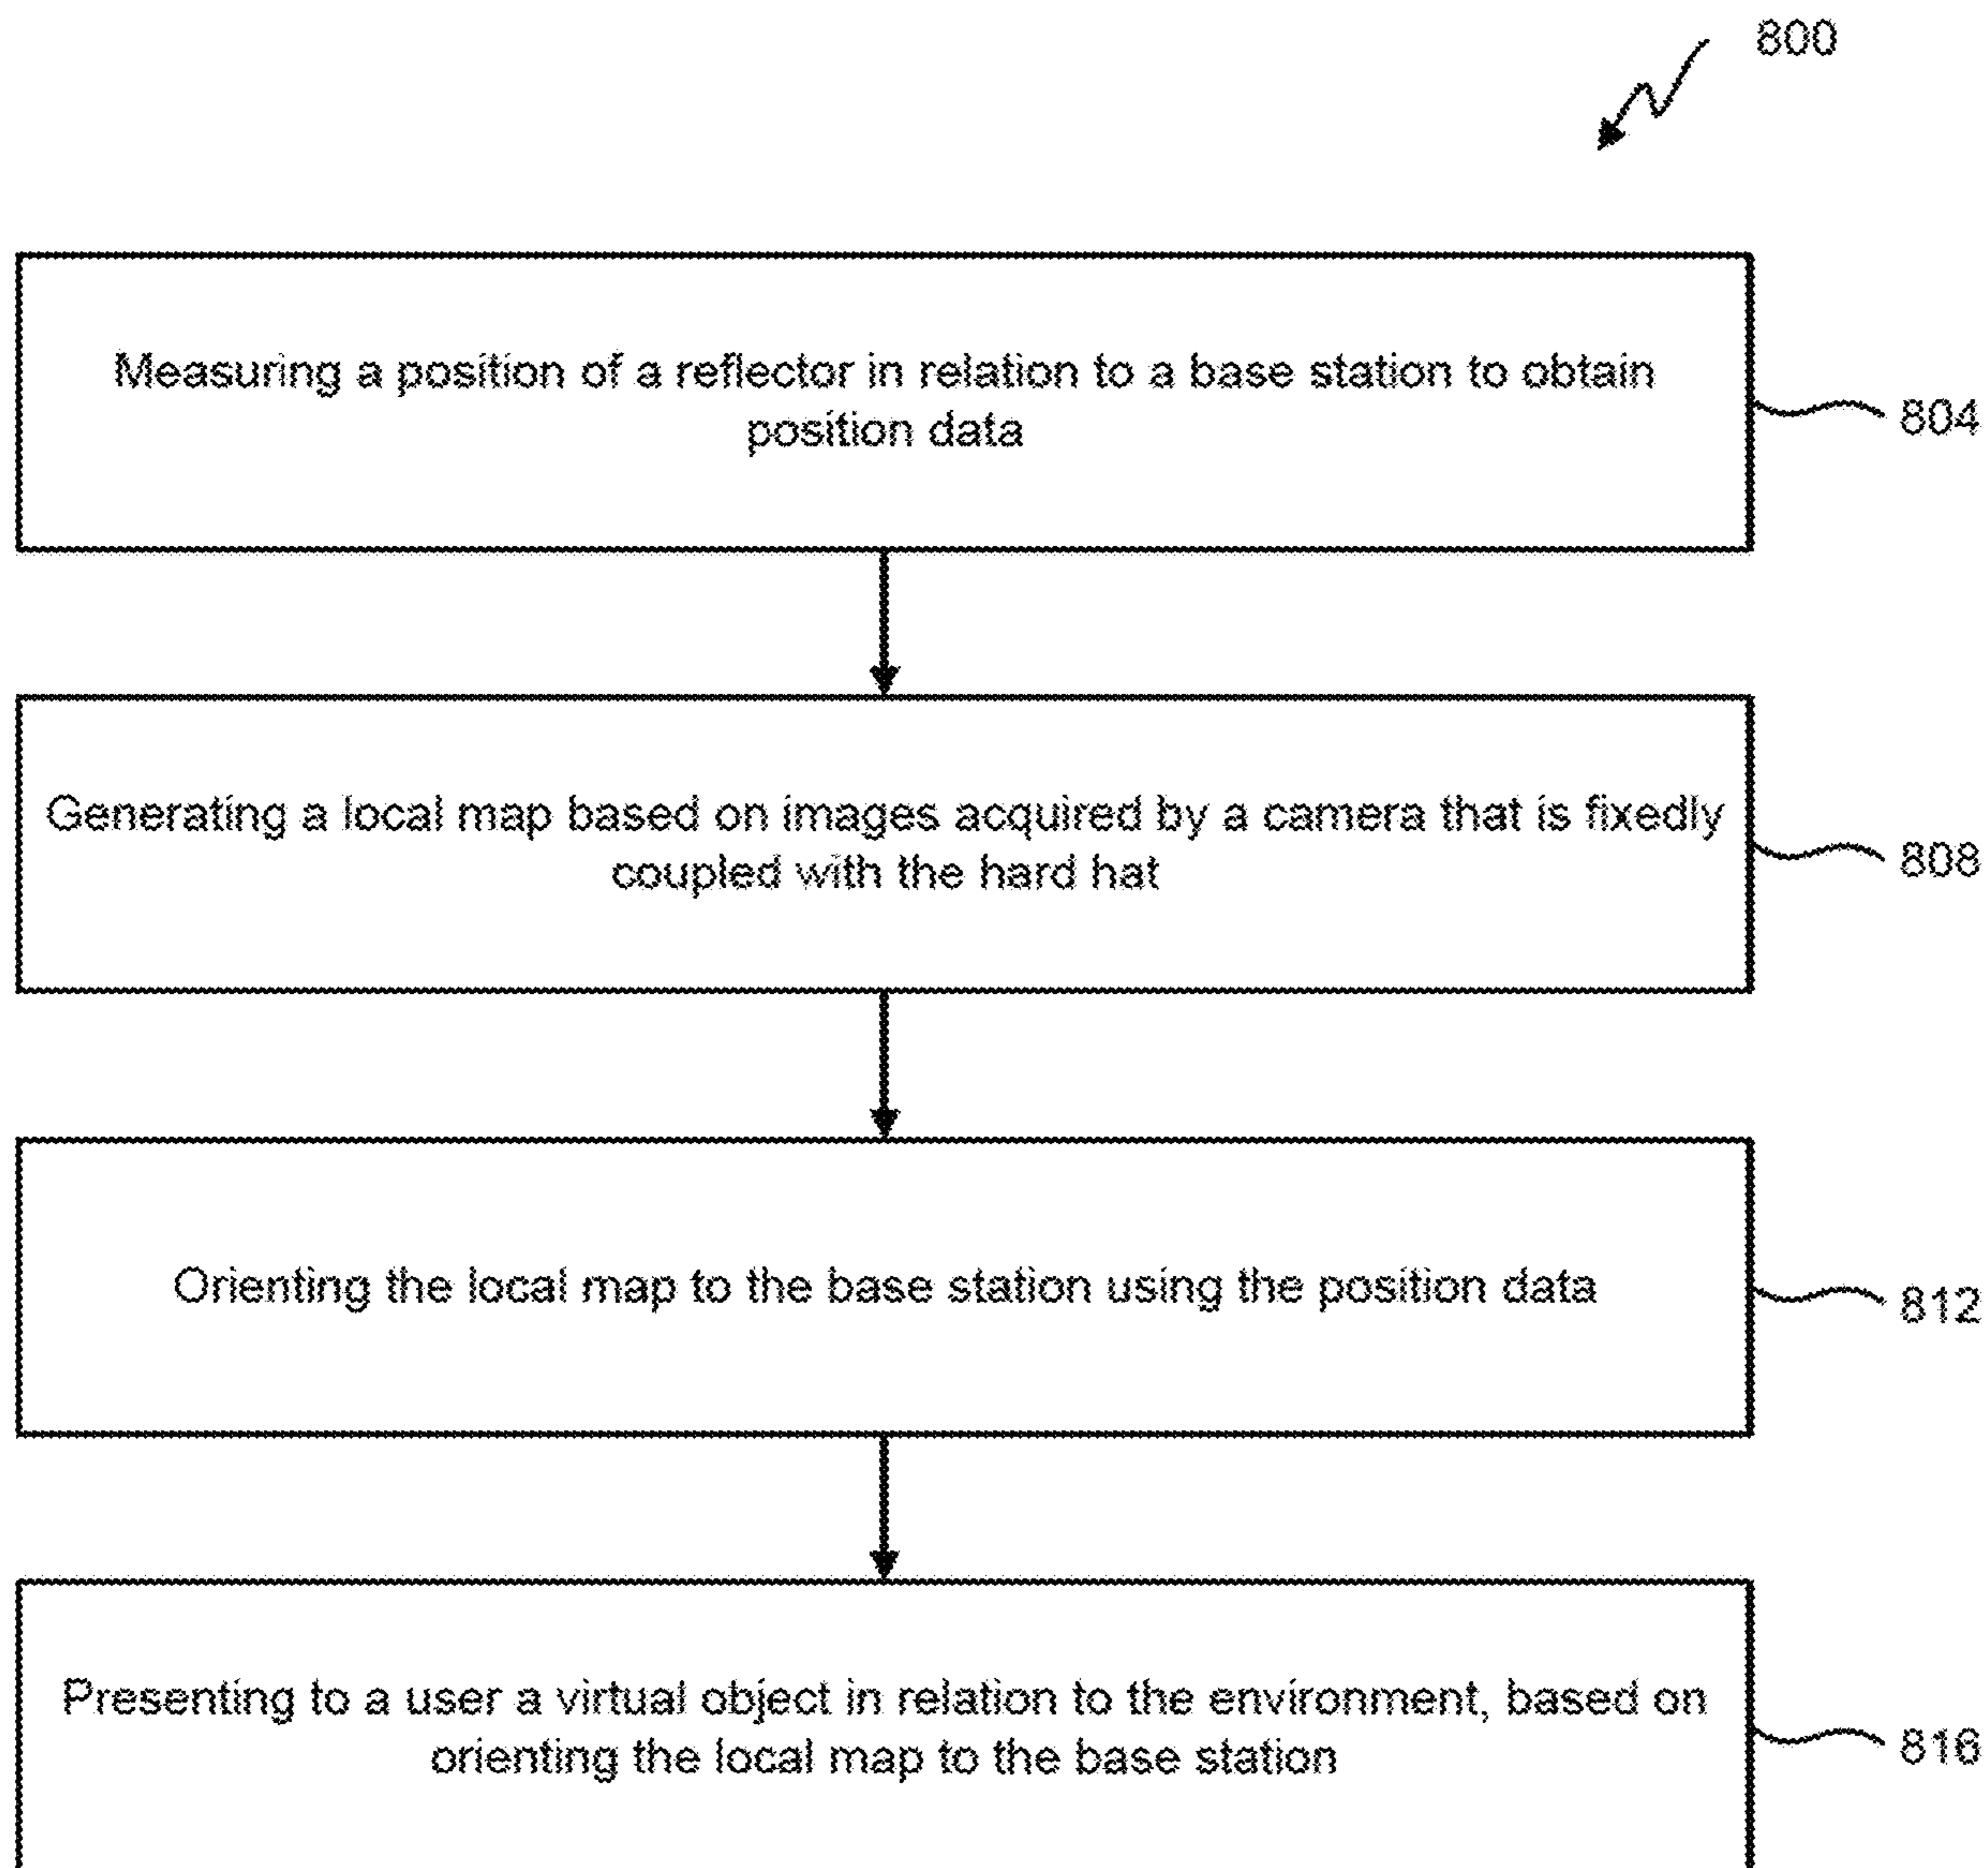 800
Measuring a position of a reflector in relation to a base station to obtain
position data
804
Generating a local map based on images acquired by a camera that is fixedly
coupled with the hard hat
808
Orienting the local map to the base station using the position data
812
Presenting to a user a virtual object in relation to the environment, based on
orienting the local map to the base station
816